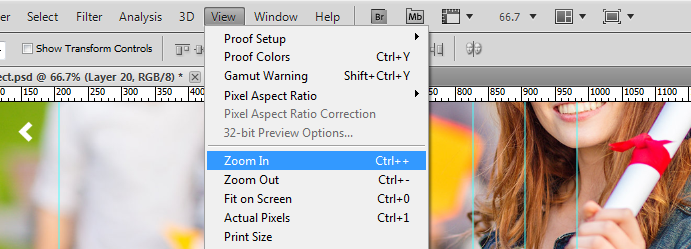 er Select Filter Analysis 3D View Window Help Br Mb 66.7
Show Transform Controls
ect.psd @ 66.7% (Layer 20, RGB/8) *
150 200 250 300 350 400 800 850 900 950 1000 1050 1100 1150
Proof Setup
Proof Colors Ctrl+Y
Gamut Warning Shift+Ctrl+Y
Pixel Aspect Ratio
Pixel Aspect Ratio Correction
32-bit Preview Options...
Zoom In Ctrl++
Zoom Out Ctrl+-
Fit on Screen Ctrl+0
Actual Pixels Ctrl+1
Print Size